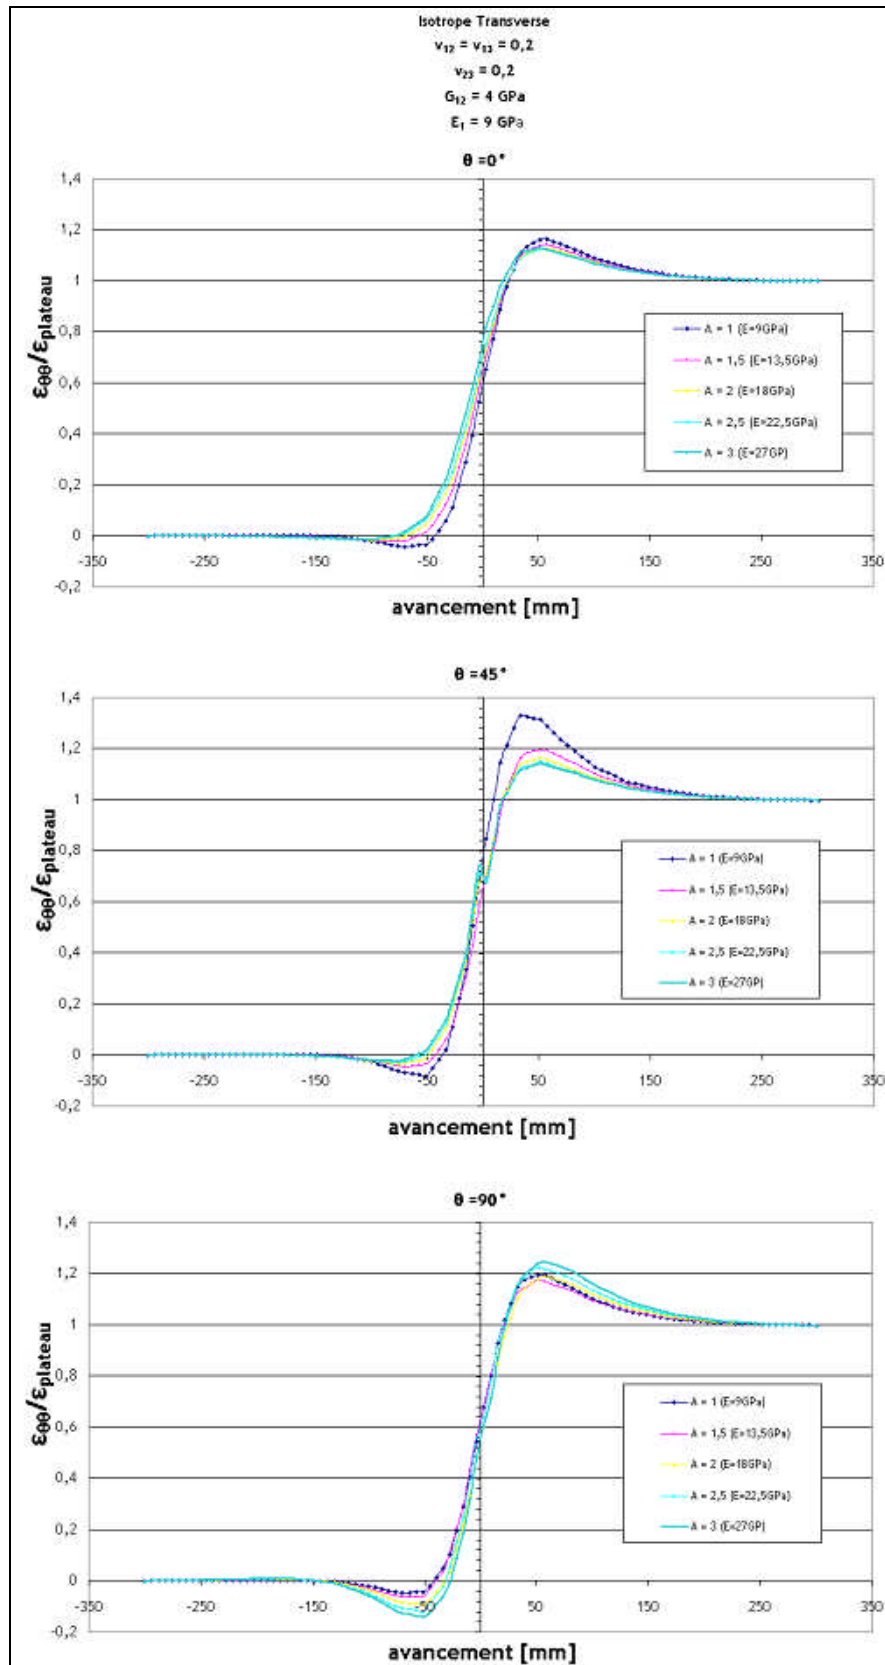 Isotrope Transverse
ν12 = ν13 = 0,2
ν23 = 0,2
G12 = 4 GPa
E1 = 9 GPa
θ =0°
1,4
1,2
1
0,8
0,6
0,4
0,2
0
-0,2
-350
-250
-150
-50
50
150
250
350
εθθ/εplateau
avancement [mm]
A = 1 (E=9GPa)
A = 1,5 (E=13,5GPa)
A = 2 (E=18GPa)
A = 2,5 (E=22,5GPa)
A = 3 (E=27GP)
θ =45°
1,4
1,2
1
0,8
0,6
0,4
0,2
0
-0,2
-350
-250
-150
-50
50
150
250
350
εθθ/εplateau
avancement [mm]
A = 1 (E=9GPa)
A = 1,5 (E=13,5GPa)
A = 2 (E=18GPa)
A = 2,5 (E=22,5GPa)
A = 3 (E=27GP)
θ =90°
1,4
1,2
1
0,8
0,6
0,4
0,2
0
-0,2
-350
-250
-150
-50
50
150
250
350
εθθ/εplateau
avancement [mm]
A = 1 (E=9GPa)
A = 1,5 (E=13,5GPa)
A = 2 (E=18GPa)
A = 2,5 (E=22,5GPa)
A = 3 (E=27GP)